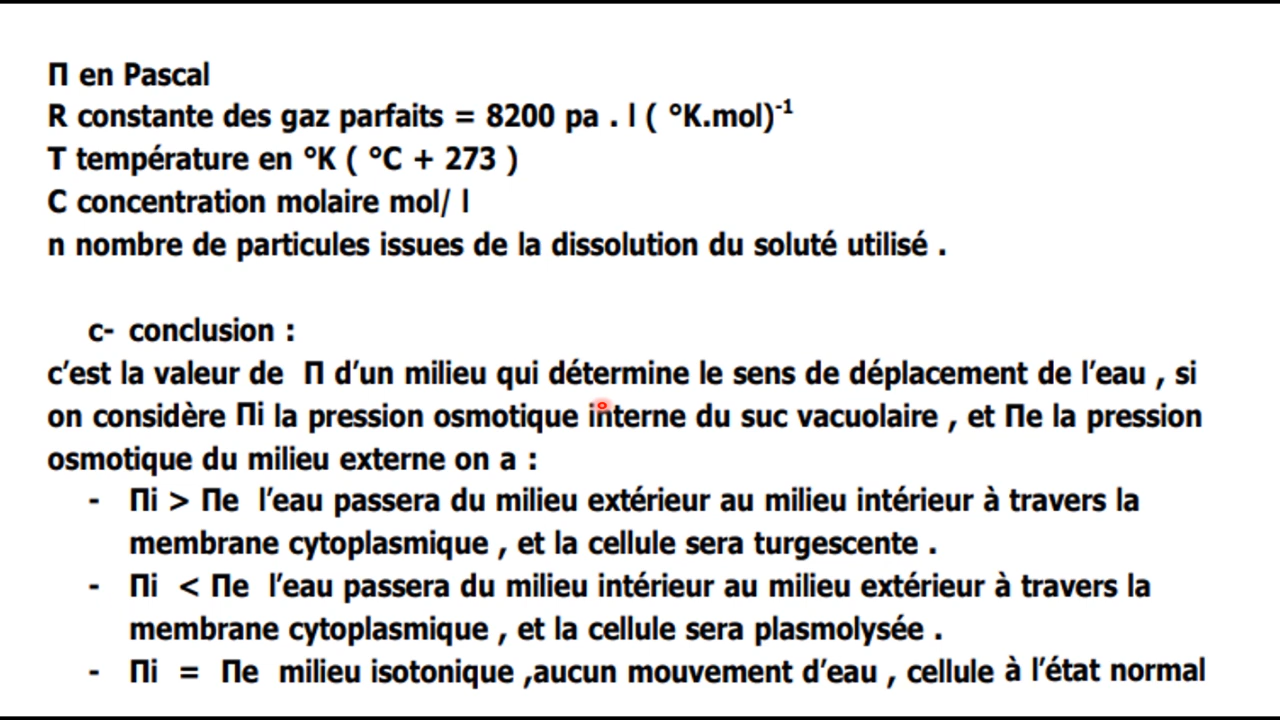 Π en Pascal
R constante des gaz parfaits = 8200 pa . l ( °K.mol)⁻¹
T température en °K ( °C + 273 )
C concentration molaire mol/ l
n nombre de particules issues de la dissolution du soluté utilisé .
c- conclusion :
c’est la valeur de Π d’un milieu qui détermine le sens de déplacement de l’eau , si
on considère Πi la pression osmotique interne du suc vacuolaire , et Πe la pression
osmotique du milieu externe on a :
- Πi > Πe l’eau passera du milieu extérieur au milieu intérieur à travers la
membrane cytoplasmique , et la cellule sera turgescente .
- Πi < Πe l’eau passera du milieu intérieur au milieu extérieur à travers la
membrane cytoplasmique , et la cellule sera plasmolysée .
- Πi = Πe milieu isotonique ,aucun mouvement d’eau , cellule à l’état normal